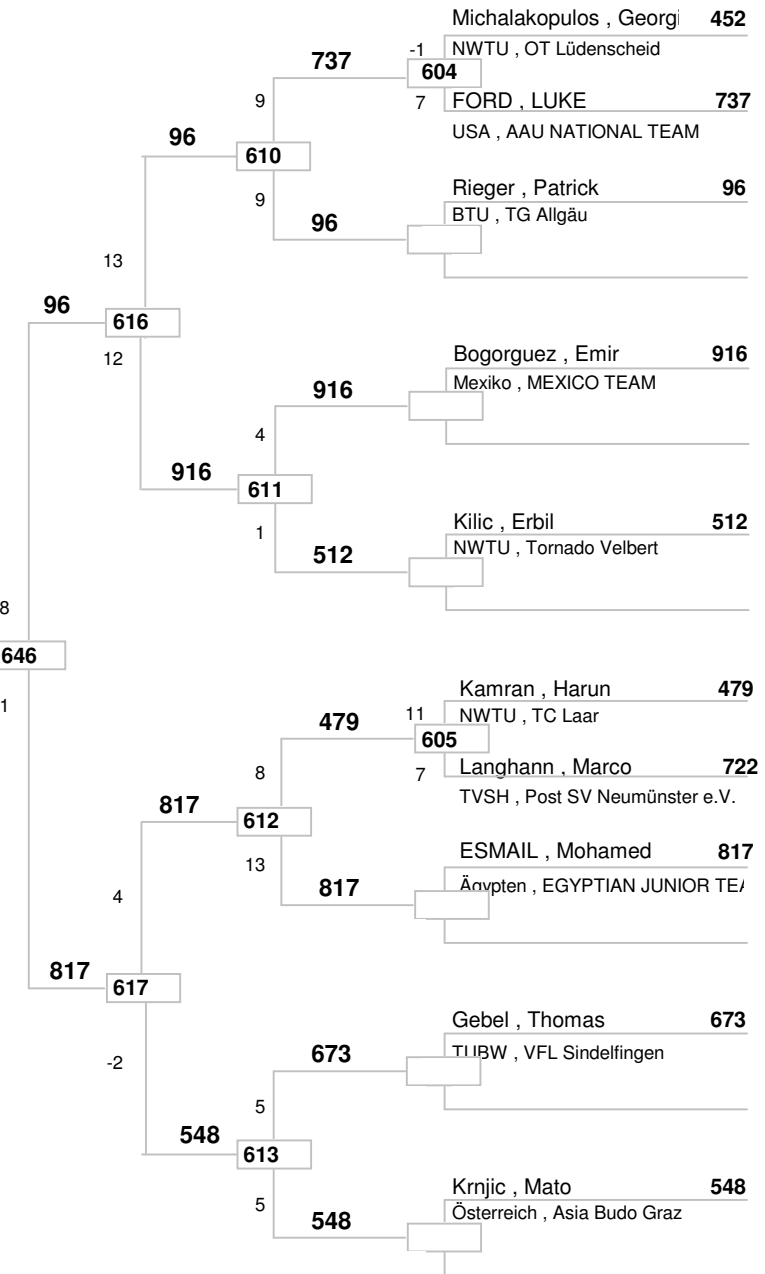 Michalakopulos , Georgi 452
737
-1
NWTU , OT Lüdenscheid
604
9
7
FORD , LUKE 737
USA , AAU NATIONAL TEAM
96
610
Rieger , Patrick 96
9
96
BTU , TG Allgäu
13
96
616
12
Bogorguez , Emir 916
Mexiko , MEXICO TEAM
916
4
916
611
Kilic , Erbil 512
1
512
NWTU , Tornado Velbert
8
646
1
Kamran , Harun 479
479
11
NWTU , TC Laar
605
8
7
Langhann , Marco 722
TVSH , Post SV Neumünster e.V.
817
612
ESMAIL , Mohamed 817
13
817
Ägypten , EGYPTIAN JUNIOR TEA
4
817
617
Gebel , Thomas 673
673
TUBW , VFL Sindelfingen
-2
5
548
613
Krnjic , Mato 548
5
548
Österreich , Asia Budo Graz